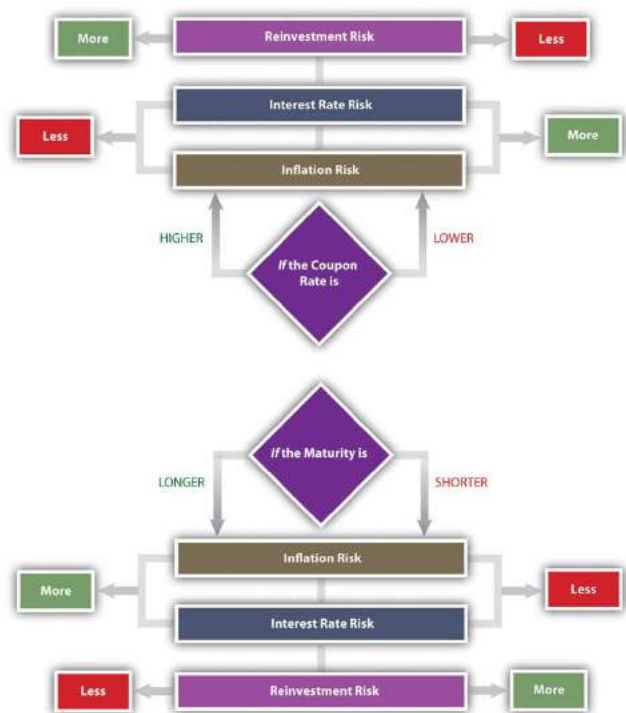 More
Reinvestment Risk
Less
Interest Rate Risk
Less
More
Inflation Risk
HIGHER
LOWER
If the Coupon
Rate is
If the Maturity is
LONGER
SHORTER
Inflation Risk
More
Less
Interest Rate Risk
Less
Reinvestment Risk
More